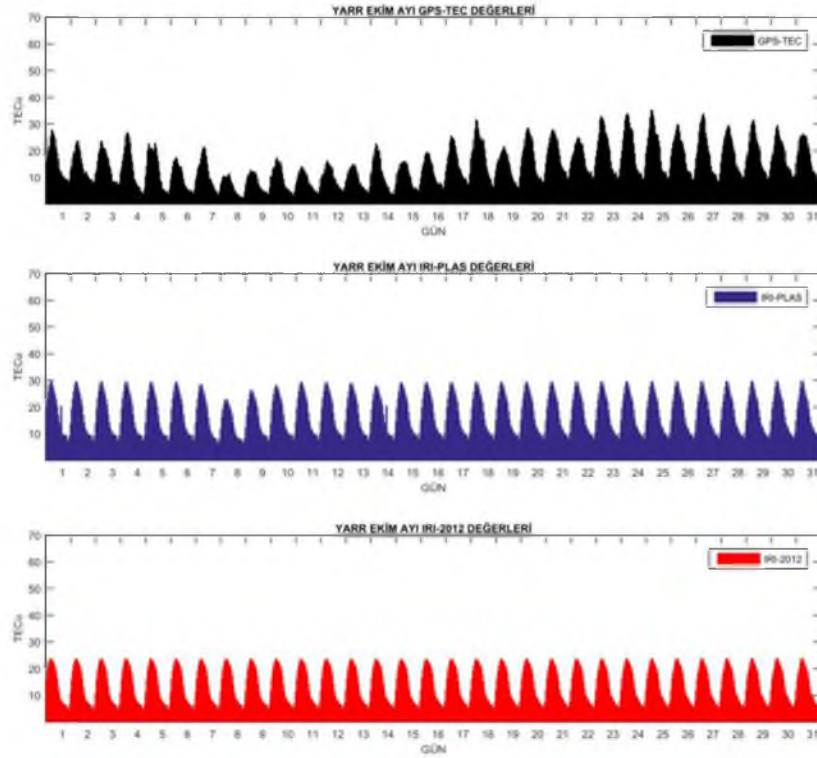 YARR EKİM AYI GPS-TEC DEĞERLERİ
70
60
50
40
30
20
10
TECu
GPS-TEC
1 2 3 4 5 6 7 8 9 10 11 12 13 14 15 16 17 18 19 20 21 22 23 24 25 26 27 28 29 30 31
GÜN
YARR EKİM AYI IRI-PLAS DEĞERLERİ
70
60
50
40
30
20
10
TECu
IRI-PLAS
1 2 3 4 5 6 7 8 9 10 11 12 13 14 15 16 17 18 19 20 21 22 23 24 25 26 27 28 29 30 31
GÜN
YARR EKİM AYI IRI-2012 DEĞERLERİ
70
60
50
40
30
20
10
TECu
IRI-2012
1 2 3 4 5 6 7 8 9 10 11 12 13 14 15 16 17 18 19 20 21 22 23 24 25 26 27 28 29 30 31
GÜN